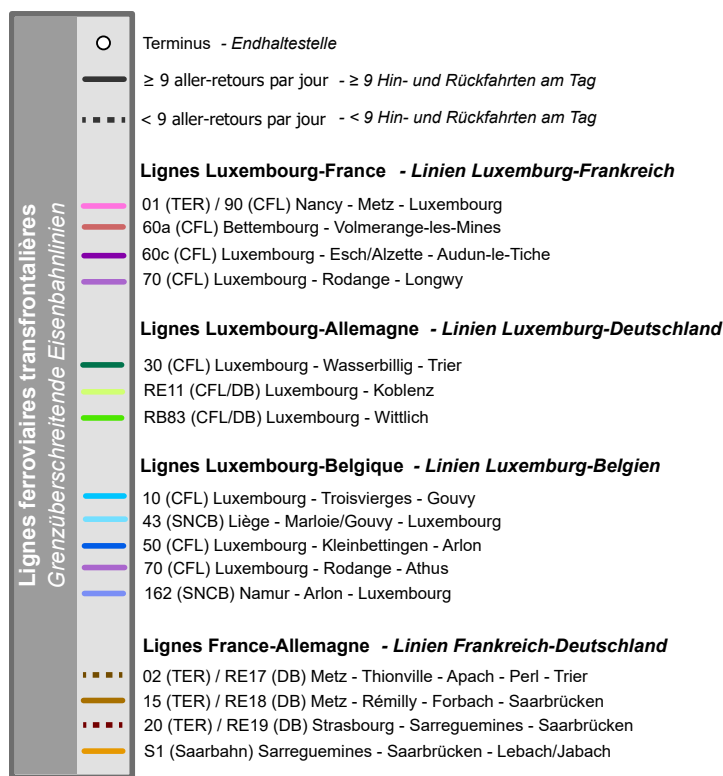 Lignes ferroviaires transfrontalières
Grenzüberschreitende Eisenbahnlinien
Terminus - Endhaltestelle
≥ 9 aller-retours par jour - ≥ 9 Hin- und Rückfahrten am Tag
< 9 aller-retours par jour - < 9 Hin- und Rückfahrten am Tag
Lignes Luxembourg-France - Linien Luxemburg-Frankreich
01 (TER) / 90 (CFL) Nancy - Metz - Luxembourg
60a (CFL) Bettembourg - Volmerange-les-Mines
60c (CFL) Luxembourg - Esch/Alzette - Audun-le-Tiche
70 (CFL) Luxembourg - Rodange - Longwy
Lignes Luxembourg-Allemagne - Linien Luxemburg-Deutschland
30 (CFL) Luxembourg - Wasserbillig - Trier
RE11 (CFL/DB) Luxembourg - Koblenz
RB83 (CFL/DB) Luxembourg - Wittlich
Lignes Luxembourg-Belgique - Linien Luxemburg-Belgien
10 (CFL) Luxembourg - Troisvierges - Gouvy
43 (SNCB) Liège - Marloie/Gouvy - Luxembourg
50 (CFL) Luxembourg - Kleinbettingen - Arlon
70 (CFL) Luxembourg - Rodange - Athus
162 (SNCB) Namur - Arlon - Luxembourg
Lignes France-Allemagne - Linien Frankreich-Deutschland
02 (TER) / RE17 (DB) Metz - Thionville - Apach - Perl - Trier
15 (TER) / RE18 (DB) Metz - Rémilly - Forbach - Saarbrücken
20 (TER) / RE19 (DB) Strasbourg - Sarreguemines - Saarbrücken
S1 (Saarbahn) Sarreguemines - Saarbrücken - Lebach/Jabach